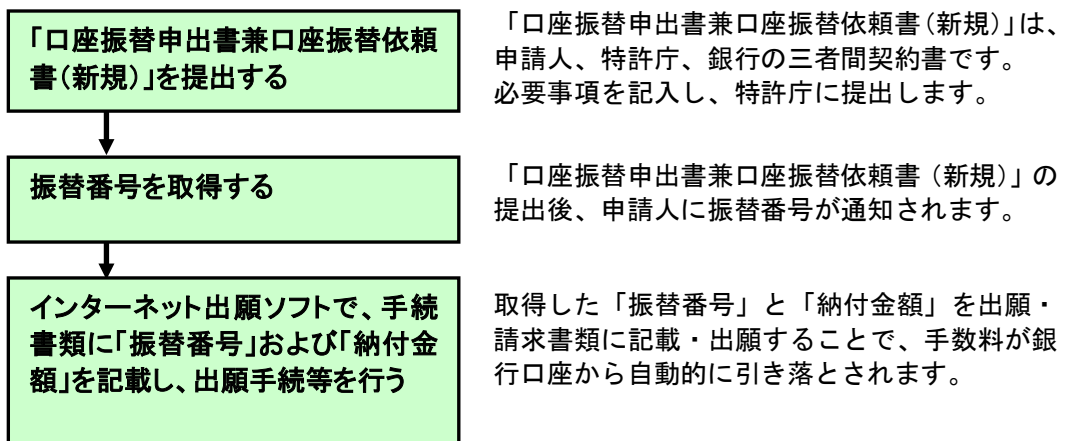 「口座振替申出書兼口座振替依頼
書（新規）」を提出する
「口座振替申出書兼口座振替依頼書（新規）」は、
申請人、特許庁、銀行の三者間契約書です。
必要事項を記入し、特許庁に提出します。
振替番号を取得する
「口座振替申出書兼口座振替依頼書（新規）」の
提出後、申請人に振替番号が通知されます。
インターネット出願ソフトで、手続
書類に「振替番号」および「納付金
額」を記載し、出願手続等を行う
取得した「振替番号」と「納付金額」を出願・
請求書類に記載・出願することで、手数料が銀
行口座から自動的に引き落とされます。